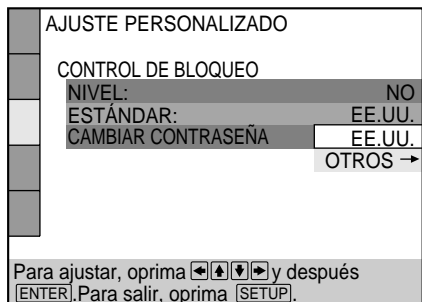 AJUSTE PERSONALIZADO
CONTROL DE BLOQUEO
NIVEL: NO
ESTÁNDAR: EE.UU.
CAMBIAR CONTRASEÑA EE.UU.
OTROS →
Para ajustar, oprima ←↑↓→ y después
ENTER.Para salir, oprima SETUP.